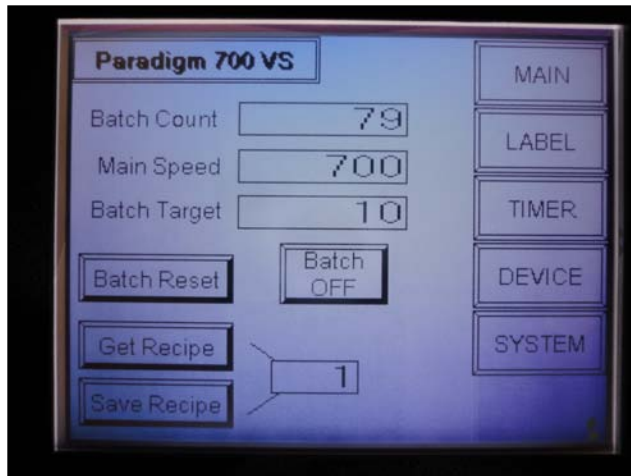 Paradigm 700 VS
MAIN
Batch Count 79
LABEL
Main Speed 700
Batch Target 10
TIMER
Batch Reset
Batch
OFF
DEVICE
Get Recipe
1
SYSTEM
Save Recipe